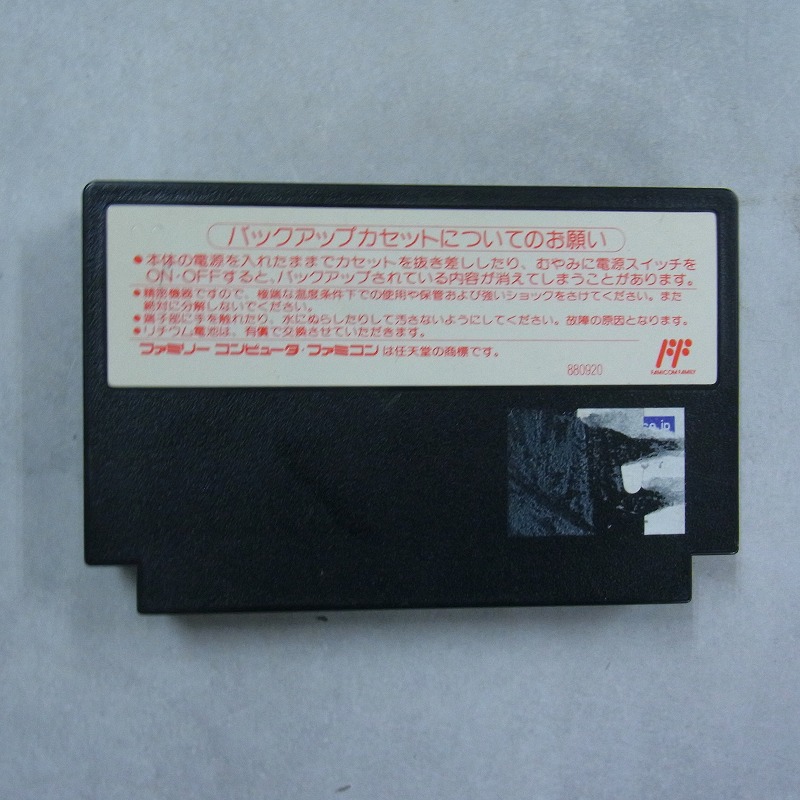 バックアップカセットについてのお願い
●本体の電源を入れたままでカセットを抜き差ししたり、むやみに電源スイッチを
ON・OFFすると、バックアップされている内容が消えてしまうことがあります。
●精密機器ですので、極端な温度条件下での使用や保管および強いショックをさけてください。また
絶対に分解しないでください。
●端子部に手を触れたり、水にぬらしたりして汚さないようにしてください。故障の原因となります。
●リチウム電池は、有償で交換させていただきます。
ファミリーコンピュータ・ファミコンは任天堂の商標です。
880920
FAMICOM FAMILY
co.jp